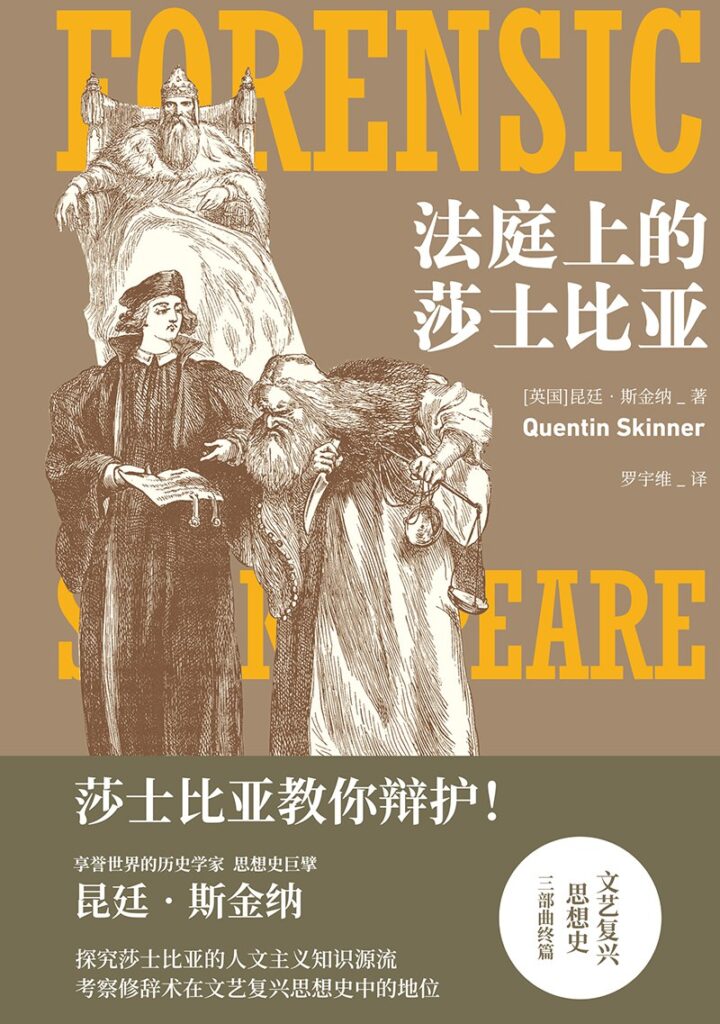 FORENSIC
法庭上的
莎士比亚
[英国]昆廷·斯金纳_著
Quentin Skinner
罗宇维_译
EARE
莎士比亚教你辩护!
享誉世界的历史学家 思想史巨擘
昆廷·斯金纳
探究莎士比亚的人文主义知识源流
考察修辞术在文艺复兴思想史中的地位
文艺复兴
思想史
三部曲终篇